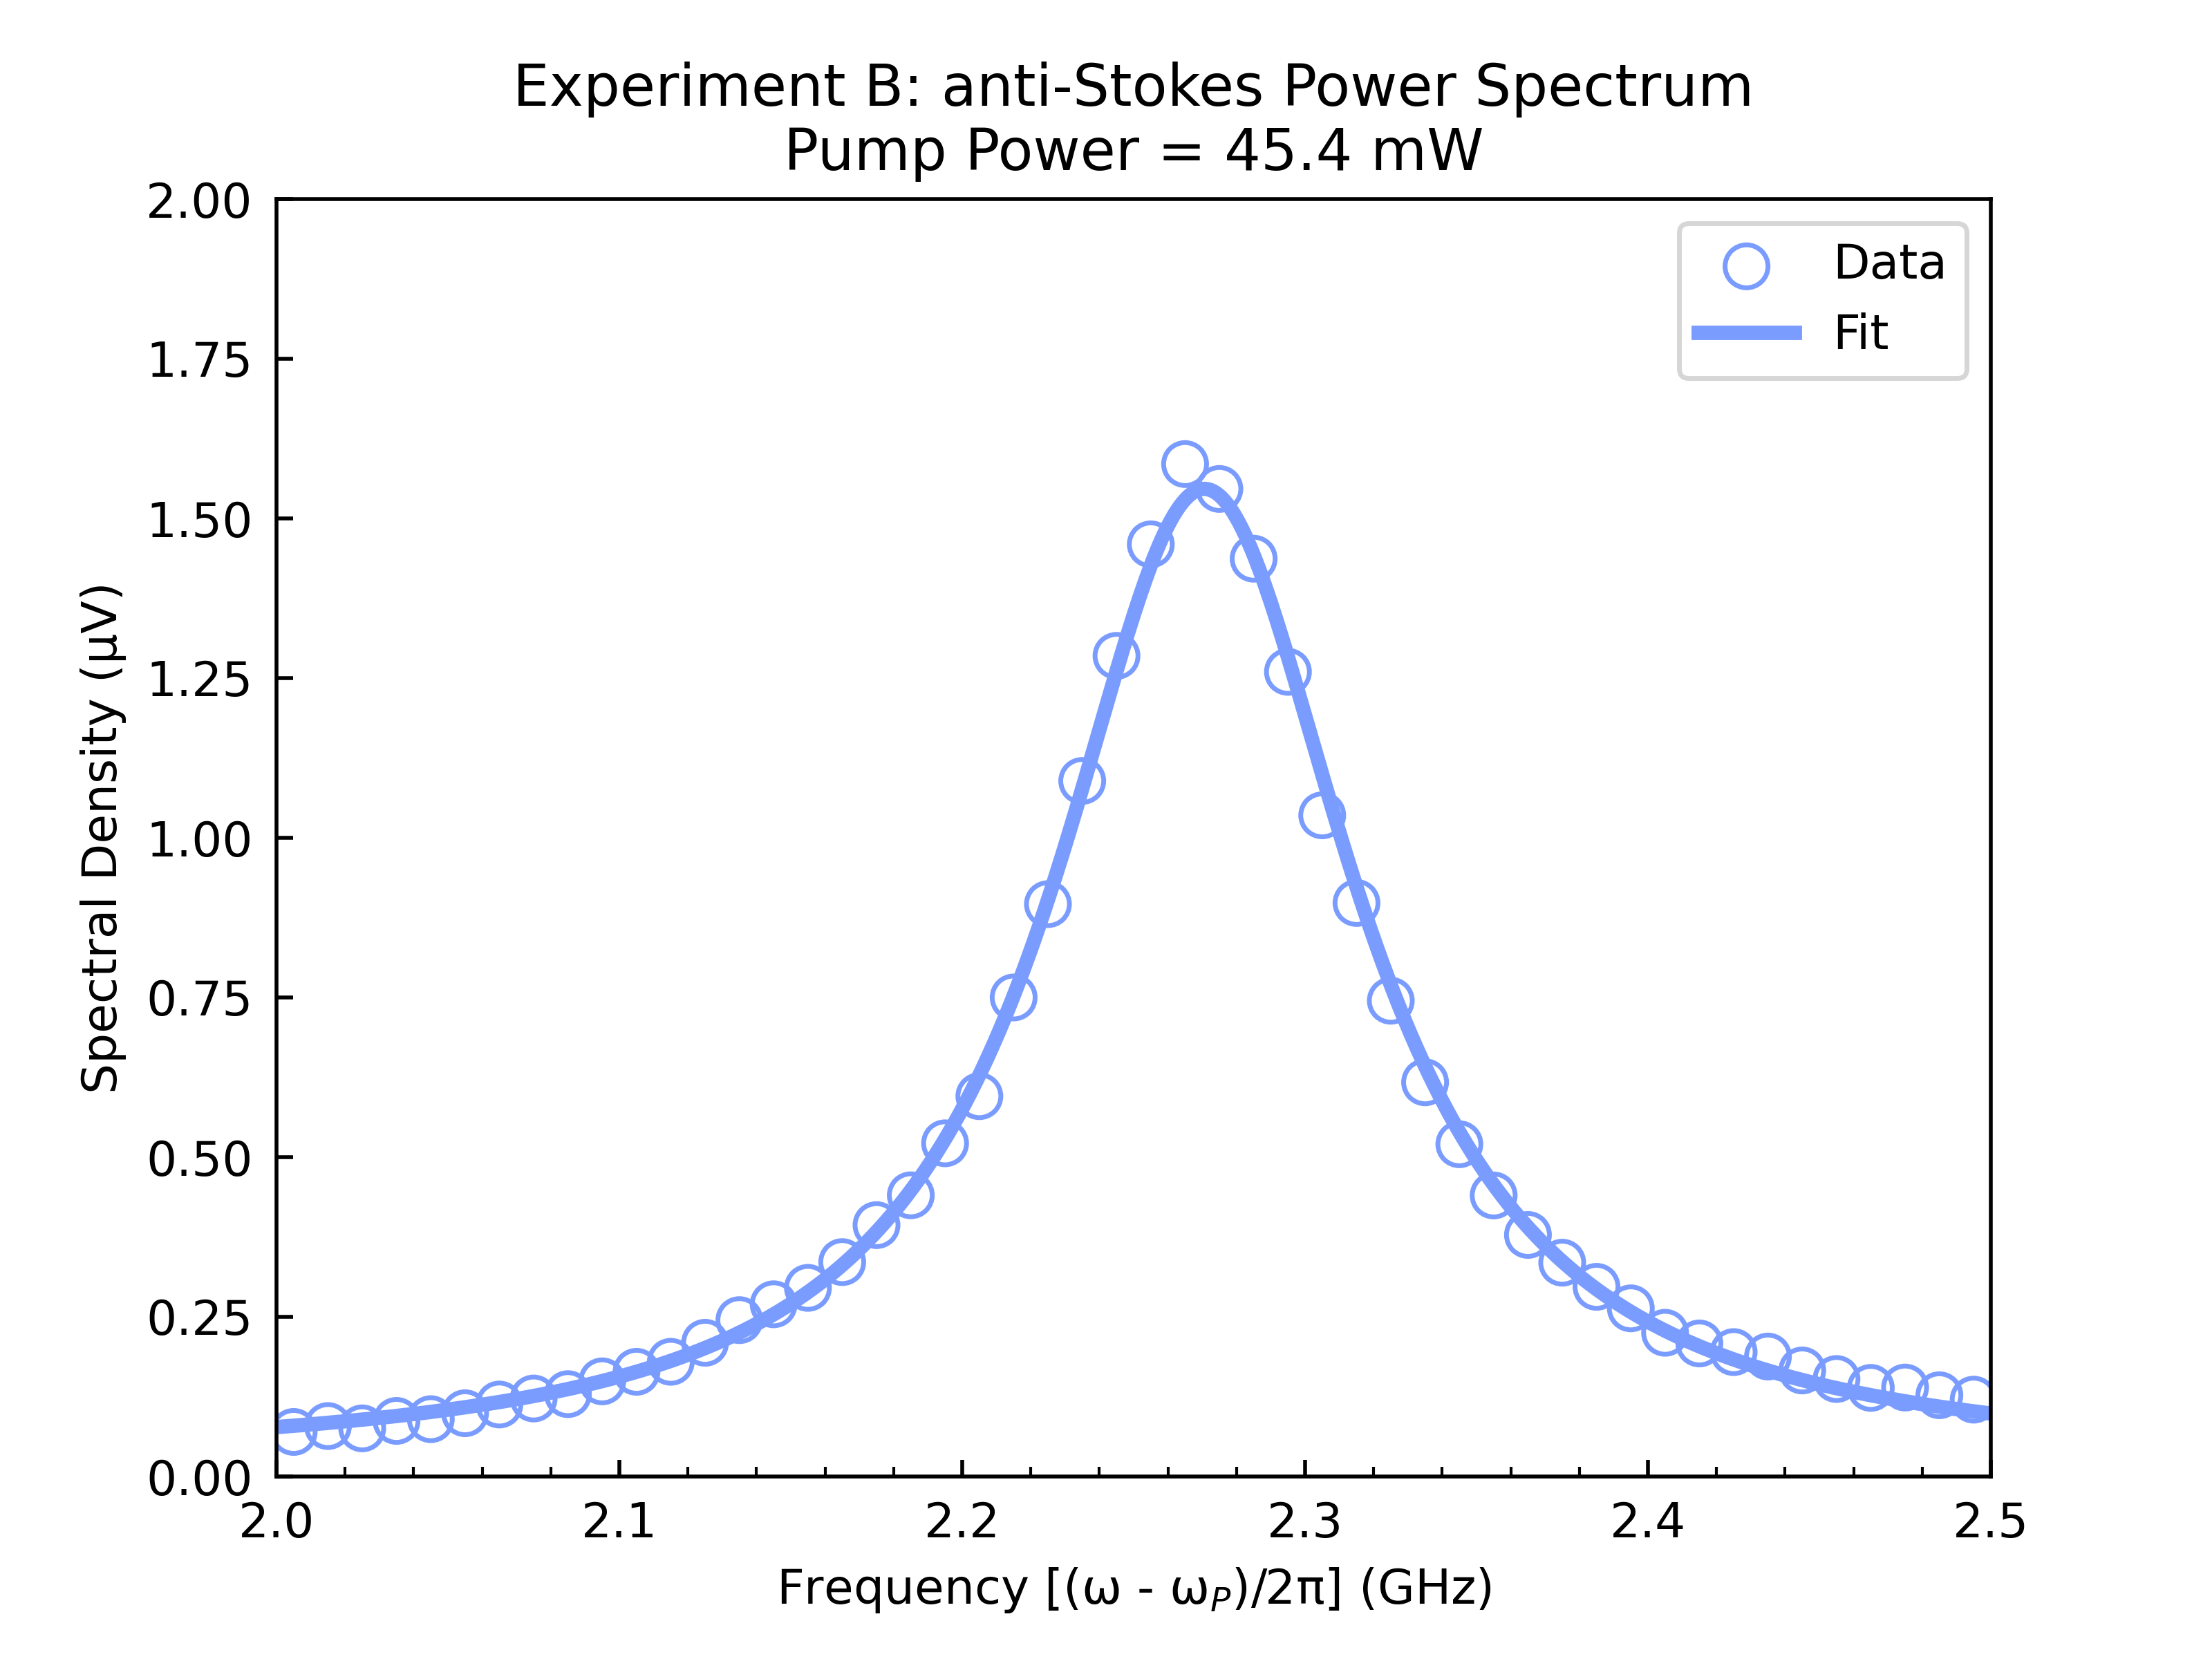 Experiment B: anti-Stokes Power Spectrum
Pump Power = 45.4 mW
Data
Fit
2.00
1.75
1.50
1.25
1.00
0.75
0.50
0.25
0.00
Spectral Density (μV)
2.0 2.1 2.2 2.3 2.4 2.5
Frequency [(ω - ω_P)/2π] (GHz)